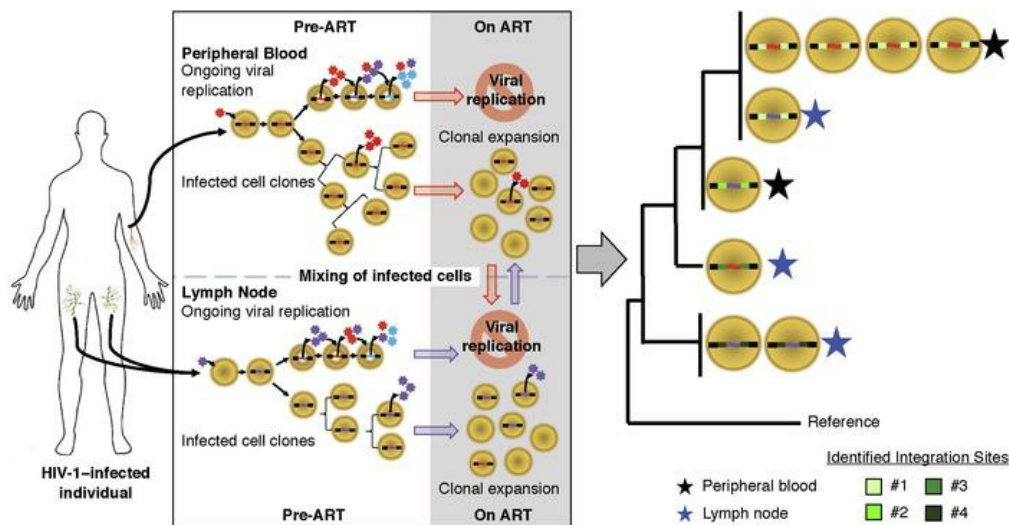 Pre-ART
On ART
Peripheral Blood
Ongoing viral
replication
Viral
replication
Clonal expansion
Infected cell clones
Mixing of infected cells
Lymph Node
Ongoing viral replication
Viral
replication
Infected cell clones
Clonal expansion
Pre-ART
On ART
HIV-1–infected
individual
Reference
Identified Integration Sites
Peripheral blood
#1
#3
Lymph node
#2
#4